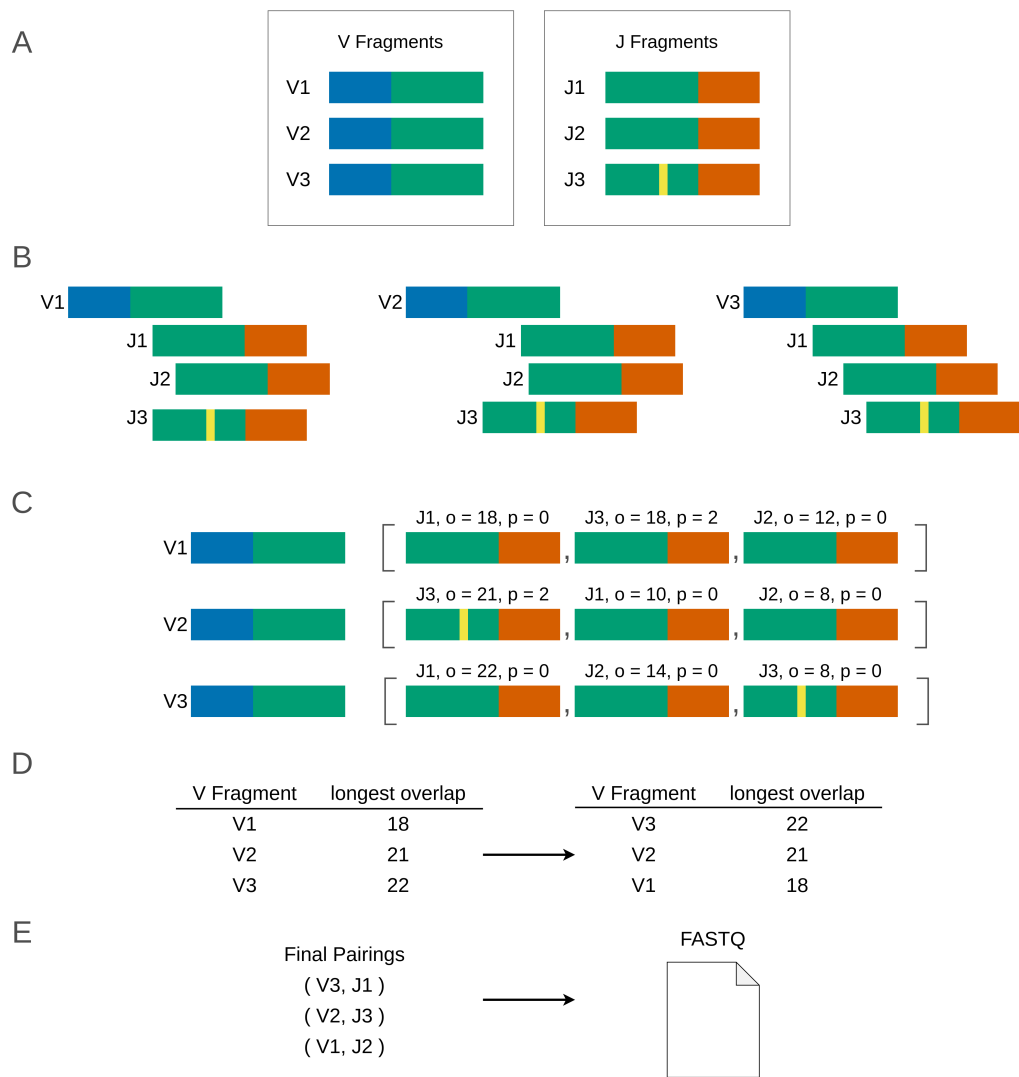 A
V Fragments
J Fragments
V1
J1
V2
J2
V3
J3
B
V1
V2
V3
J1
J1
J1
J2
J2
J2
J3
J3
J3
C
J1, o = 18, p = 0
J3, o = 18, p = 2
J2, o = 12, p = 0
V1 [ , , ]
J3, o = 21, p = 2
J1, o = 10, p = 0
J2, o = 8, p = 0
V2 [ , , ]
J1, o = 22, p = 0
J2, o = 14, p = 0
J3, o = 8, p = 0
V3 [ , , ]
D
V Fragment longest overlap
V Fragment longest overlap
V1 18
V3 22
V2 21
V2 21
V3 22
V1 18
E
Final Pairings
FASTQ
( V3, J1 )
( V2, J3 )
( V1, J2 )